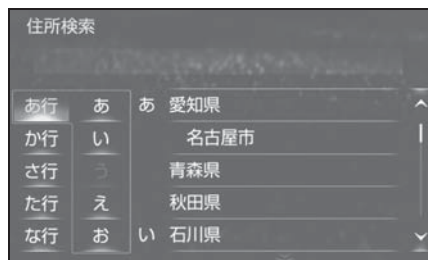 住所検索
あ行 あ あ 愛知県
か行 い 名古屋市
さ行 う 青森県
た行 え 秋田県
な行 お い 石川県